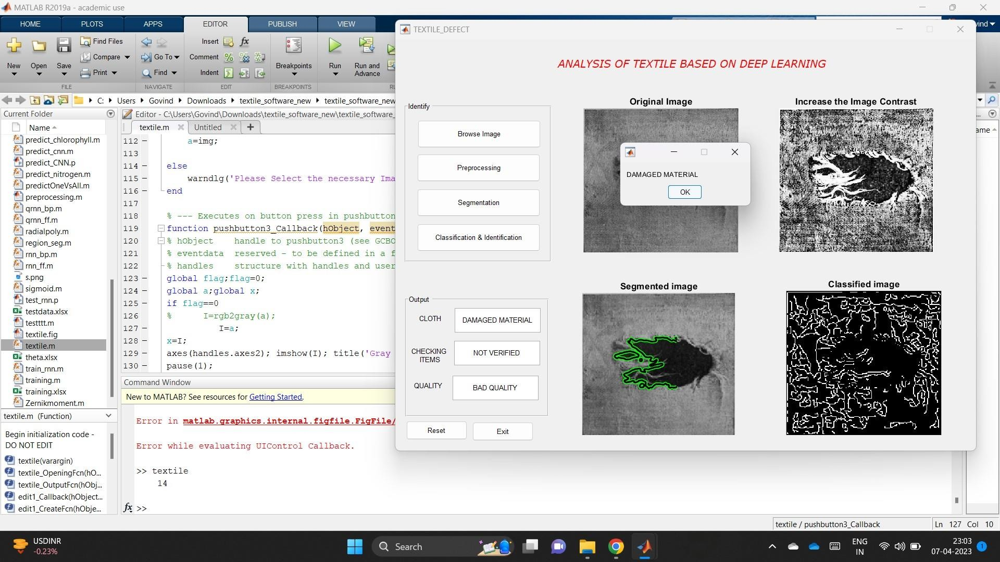 MATLAB R2019a - academic use
HOME PLOTS APPS EDITOR PUBLISH VIEW
New Open Save
Find Files
Compare
Print
FILE
Go To
Find
NAVIGATE
Insert fx
Comment
Indent
EDIT
Breakpoints
BREAKPOINTS
Run
Run and Advance
C: Users Govind Downloads textile_software_new textile_software_new
Current Folder
Name
predict_chlorophyll.m
predict_cnn.m
predict_CNN.p
predict_nitrogen.m
predictOneVsAll.m
preprocessing.m
qrnn_bp.m
qrnn_ff.m
radialpoly.m
region_seg.m
rnn_bp.m
rnn_ff.m
s.png
sigmoid.m
test_rnn.p
testdata.xlsx
testttt.m
textile.fig
textile.m
theta.xlsx
train_rnn.m
training.m
training.xlsx
Zernikmoment.m
textile.m (Function)
Begin initialization code -
DO NOT EDIT
textile(varargin)
textile_OpeningFcn(hO...
textile_OutputFcn(hObj...
edit1_Callback(hObject...
edit1_CreateFcn(hObje...
Editor - C:\Users\Govind\Downloads\textile_software_new\textile_software_
textile.m Untitled +
112 - a=img;
113
114 - else
115 - warndlg('Please Select the necessary Ima
116 - end
117
118 % --- Executes on button press in pushbutton
119 function pushbutton3_Callback(hObject, event
120 % hObject handle to pushbutton3 (see GCBO
121 % eventdata reserved - to be defined in a f
122 % handles structure with handles and user
123 - global flag;flag=0;
124 - global a;global x;
125 - if flag==0
126 % I=rgb2gray(a);
127 - I=a;
128 - x=I;
129 - axes(handles.axes2); imshow(I); title('Gray
130 - pause(1);
Command Window
New to MATLAB? See resources for Getting Started.
Error in matlab.graphics.internal.figfile.FigFile/
Error while evaluating UIControl Callback.
>> textile
14
fx >>
TEXTILE_DEFECT
ANALYSIS OF TEXTILE BASED ON DEEP LEARNING
Identify
Browse Image
Preprocessing
Segmentation
Classification & Identification
Output
CLOTH DAMAGED MATERIAL
CHECKING ITEMS NOT VERIFIED
QUALITY BAD QUALITY
Reset Exit
Original Image
Increase the Image Contrast
DAMAGED MATERIAL
OK
Segmented image
Classified image
textile / pushbutton3_Callback Ln 127 Col 10
USDINR
-0.23%
Search
ENG
IN
23:03
07-04-2023
1